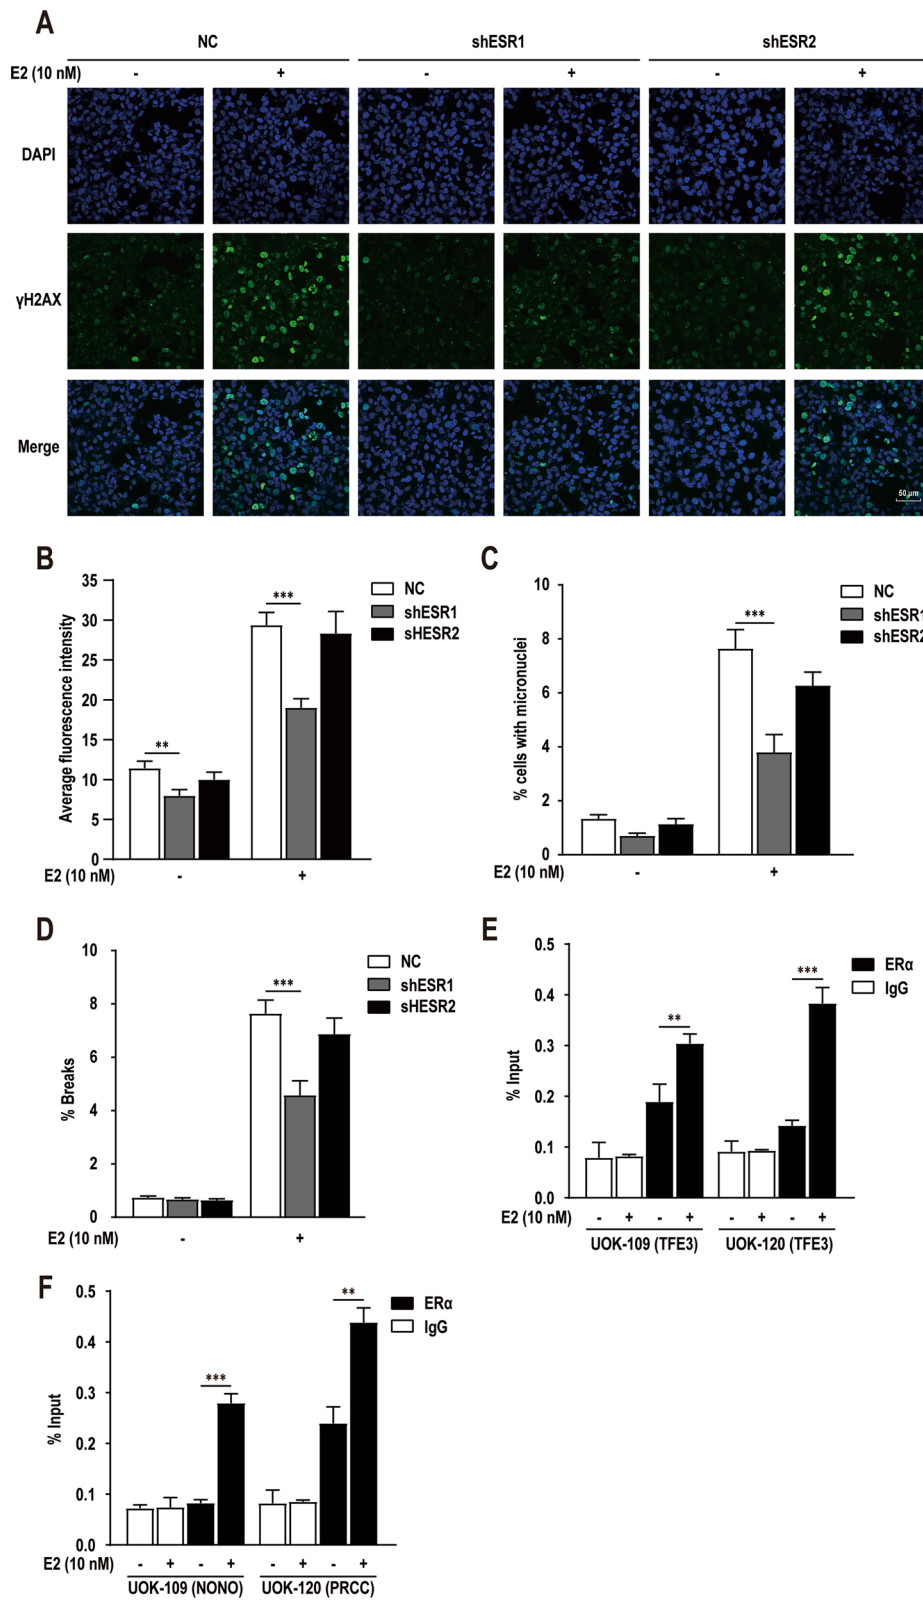 A
NC shESR1 shESR2
E2 (10 nM) - + - + - +
DAPI
γH2AX
Merge
50 μm
B
Average fluorescence intensity
35
30
25
20
15
10
5
0
***
**
NC
shESR1
sHESR2
E2 (10 nM) - +
C
% cells with micronuclei
10
8
6
4
2
0
***
NC
shESR1
shESR2
E2 (10 nM) - +
D
% Breaks
10
8
6
4
2
0
***
NC
shESR1
sHESR2
E2 (10 nM) - +
E
% Input
0.5
0.4
0.3
0.2
0.1
0.0
**
***
ERα
IgG
E2 (10 nM) - + - + - + - +
UOK-109 (TFE3) UOK-120 (TFE3)
F
% Input
0.5
0.4
0.3
0.2
0.1
0.0
***
**
ERα
IgG
E2 (10 nM) - + - + - + - +
UOK-109 (NONO) UOK-120 (PRCC)